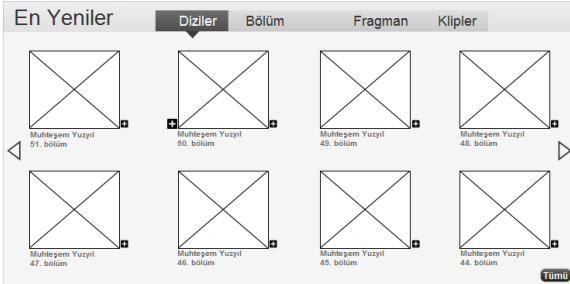 En Yeniler
Diziler Bölüm Fragman Klipler
Muhteşem Yuzyıl Muhteşem Yuzyıl Muhteşem Yuzyıl Muhteşem Yuzyıl
51. bölüm 50. bölüm 49. bölüm 48. bölüm
Muhteşem Yuzyıl Muhteşem Yuzyıl Muhteşem Yuzyıl Muhteşem Yuzyıl
47. bölüm 46. bölüm 45. bölüm 44. bölüm
Tümü